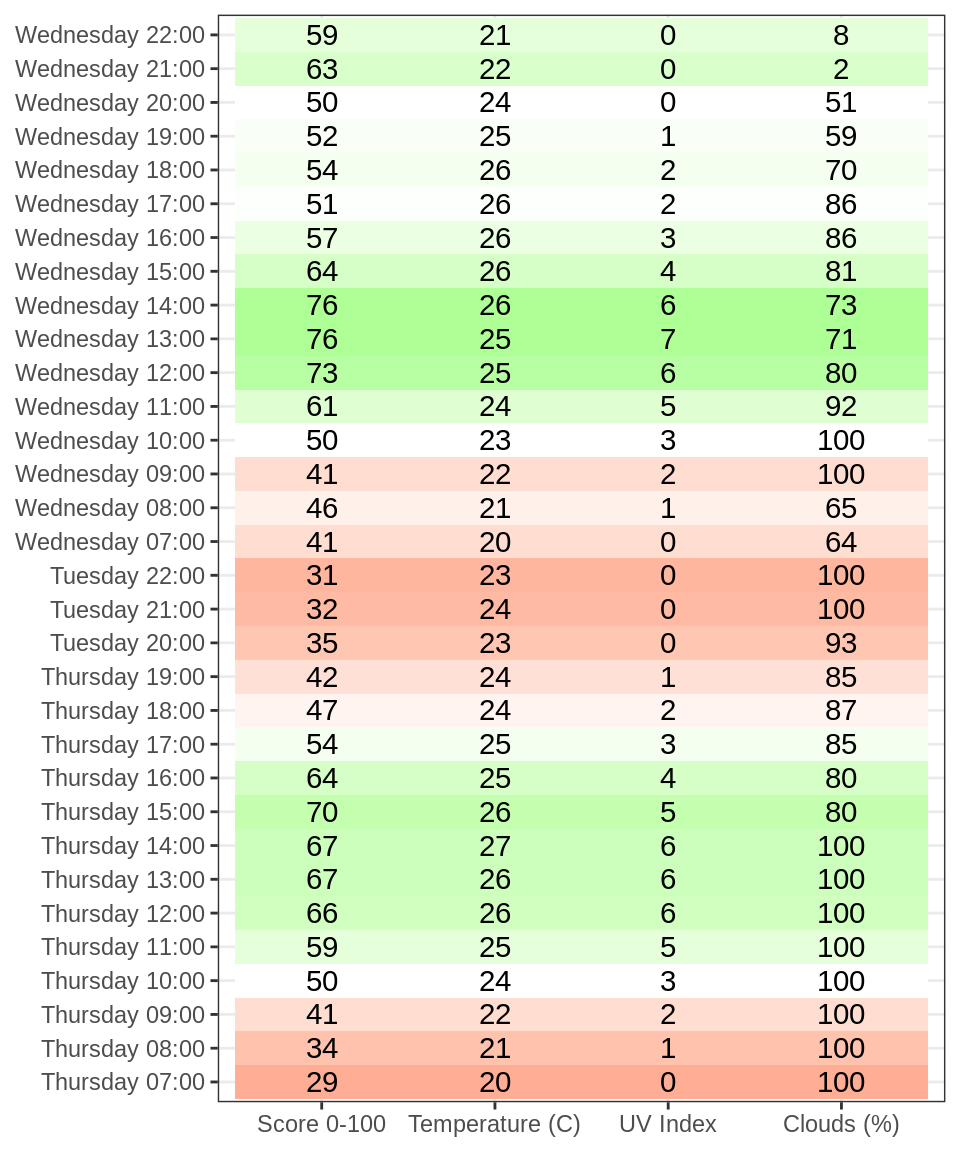 Wednesday 22:00 59 21 0 8
Wednesday 21:00 63 22 0 2
Wednesday 20:00 50 24 0 51
Wednesday 19:00 52 25 1 59
Wednesday 18:00 54 26 2 70
Wednesday 17:00 51 26 2 86
Wednesday 16:00 57 26 3 86
Wednesday 15:00 64 26 4 81
Wednesday 14:00 76 26 6 73
Wednesday 13:00 76 25 7 71
Wednesday 12:00 73 25 6 80
Wednesday 11:00 61 24 5 92
Wednesday 10:00 50 23 3 100
Wednesday 09:00 41 22 2 100
Wednesday 08:00 46 21 1 65
Wednesday 07:00 41 20 0 64
Tuesday 22:00 31 23 0 100
Tuesday 21:00 32 24 0 100
Tuesday 20:00 35 23 0 93
Thursday 19:00 42 24 1 85
Thursday 18:00 47 24 2 87
Thursday 17:00 54 25 3 85
Thursday 16:00 64 25 4 80
Thursday 15:00 70 26 5 80
Thursday 14:00 67 27 6 100
Thursday 13:00 67 26 6 100
Thursday 12:00 66 26 6 100
Thursday 11:00 59 25 5 100
Thursday 10:00 50 24 3 100
Thursday 09:00 41 22 2 100
Thursday 08:00 34 21 1 100
Thursday 07:00 29 20 0 100
Score 0-100 Temperature (C) UV Index Clouds (%)